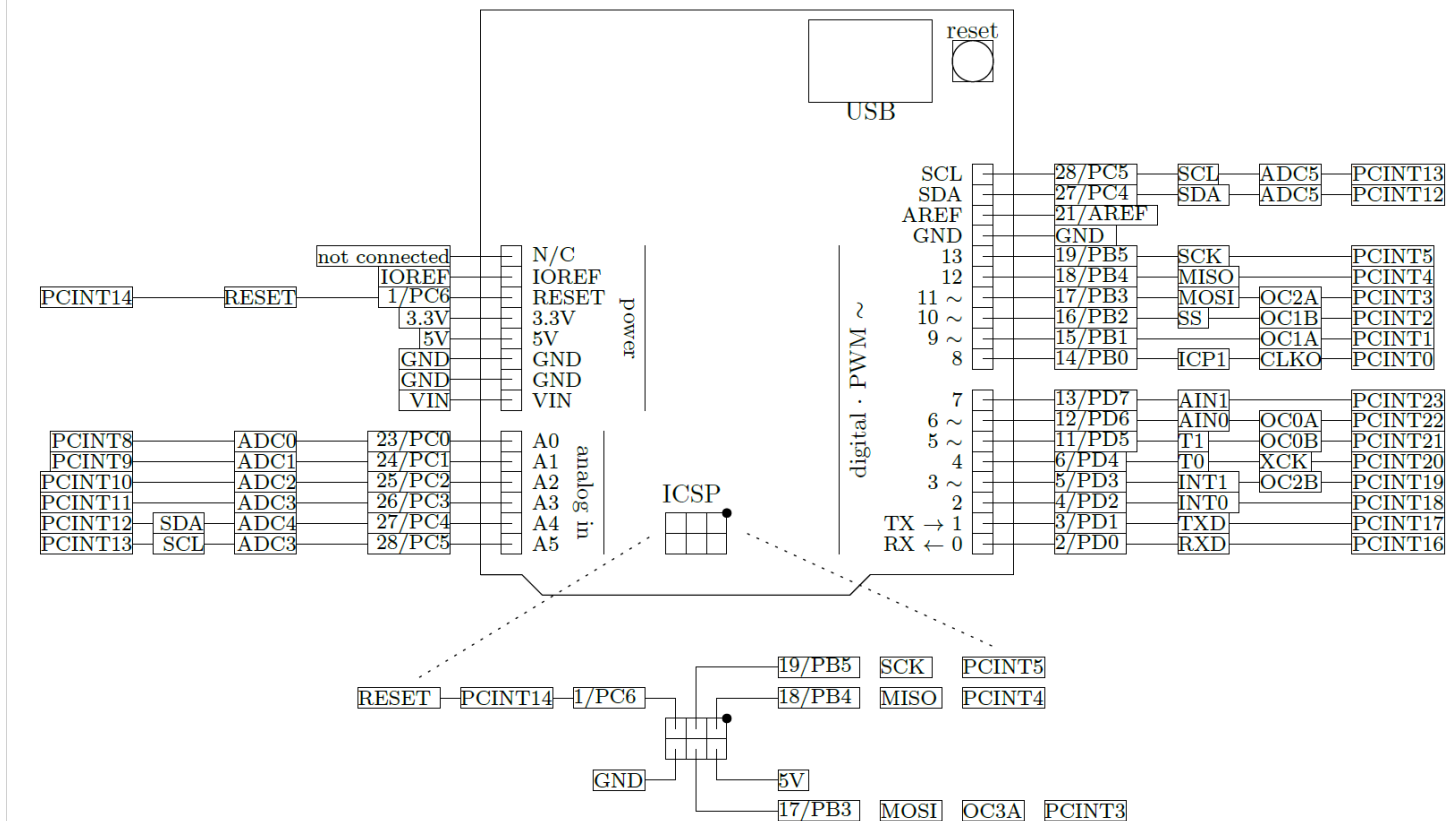 reset
USB
SCL 28/PC5 SCL ADC5 PCINT13
SDA 27/PC4 SDA ADC5 PCINT12
AREF 21/AREF
GND GND
not connected N/C 13 19/PB5 SCK PCINT5
IOREF IOREF 12 18/PB4 MISO PCINT4
PCINT14 RESET 1/PC6 RESET 11 ~ 17/PB3 MOSI OC2A PCINT3
3.3V 3.3V 10 ~ 16/PB2 SS OC1B PCINT2
5V 5V 9 ~ 15/PB1 OC1A PCINT1
GND GND 8 14/PB0 ICP1 CLKO PCINT0
GND GND
VIN VIN 7 13/PD7 AIN1 PCINT23
power
digital · PWM ~
6 ~ 12/PD6 AIN0 OC0A PCINT22
PCINT8 ADC0 23/PC0 A0 5 ~ 11/PD5 T1 OC0B PCINT21
PCINT9 ADC1 24/PC1 A1 4 6/PD4 T0 XCK PCINT20
PCINT10 ADC2 25/PC2 A2 3 ~ 5/PD3 INT1 OC2B PCINT19
PCINT11 ADC3 26/PC3 A3 2 4/PD2 INT0 PCINT18
PCINT12 SDA ADC4 27/PC4 A4 TX → 1 3/PD1 TXD PCINT17
PCINT13 SCL ADC3 28/PC5 A5 RX ← 0 2/PD0 RXD PCINT16
analog in
ICSP
19/PB5 SCK PCINT5
RESET PCINT14 1/PC6 18/PB4 MISO PCINT4
GND 5V
17/PB3 MOSI OC3A PCINT3